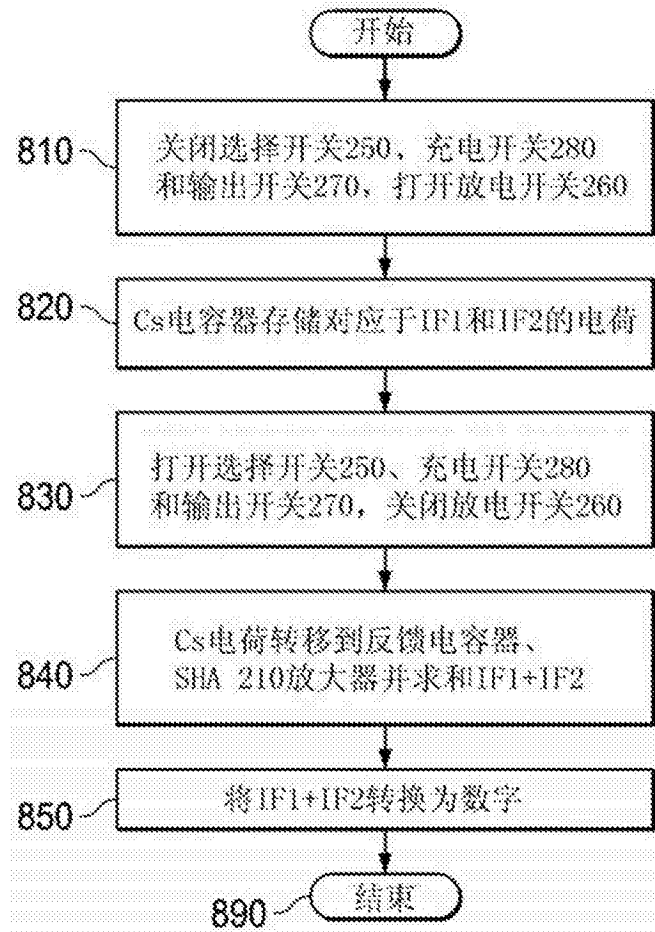 开始
810
关闭选择开关250、充电开关280
和输出开关270，打开放电开关260
820
Cs电容器存储对应于IF1和IF2的电荷
830
打开选择开关250、充电开关280
和输出开关270，关闭放电开关260
840
Cs电荷转移到反馈电容器、
SHA 210放大器并求和IF1+IF2
850
将IF1+IF2转换为数字
890
结束